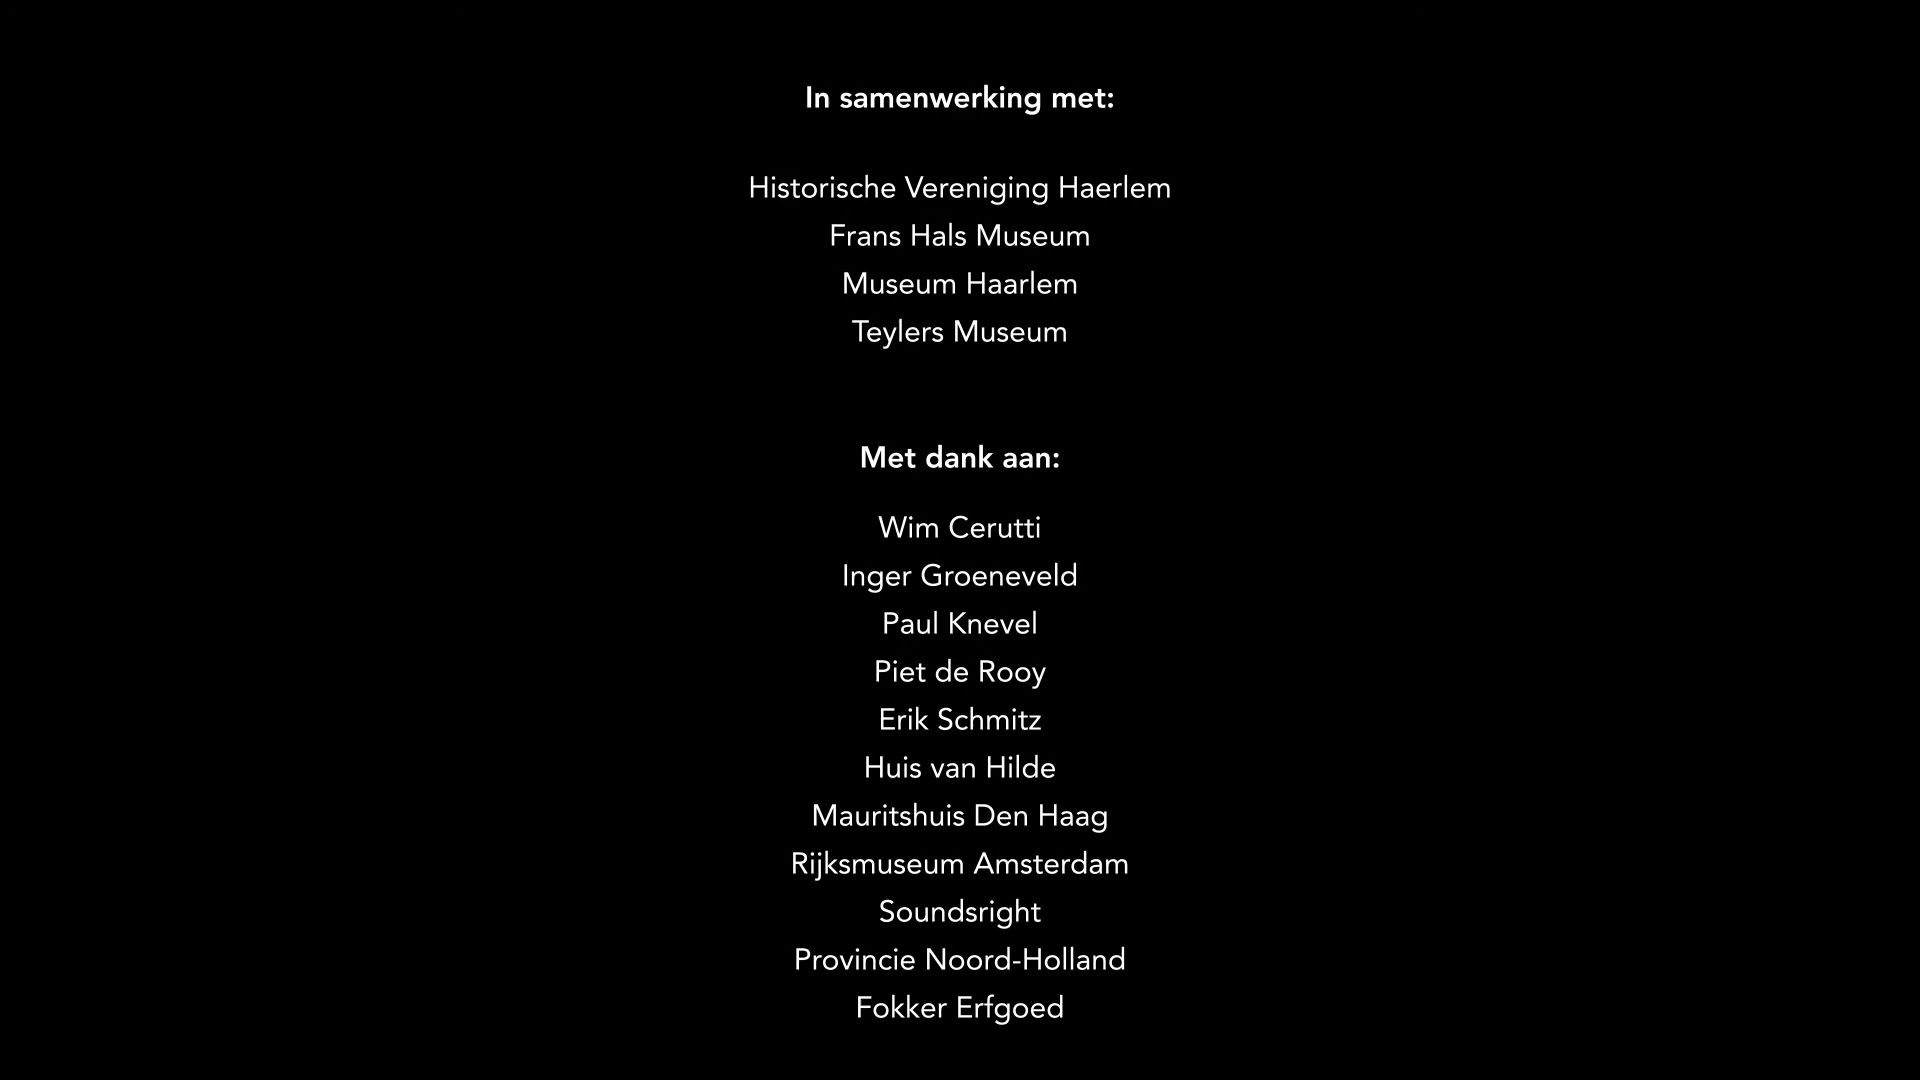 In samenwerking met:
Historische Vereniging Haerlem
Frans Hals Museum
Museum Haarlem
Teylers Museum
Met dank aan:
Wim Cerutti
Inger Groeneveld
Paul Knevel
Piet de Rooy
Erik Schmitz
Huis van Hilde
Mauritshuis Den Haag
Rijksmuseum Amsterdam
Soundsright
Provincie Noord-Holland
Fokker Erfgoed